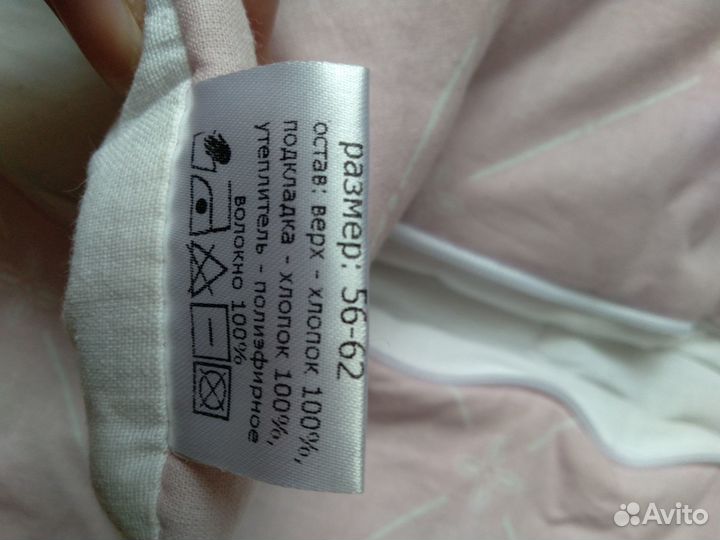 размер: 56-62
остав: верх - хлопок 100%,
подкладка - хлопок 100%,
утеплитель - полиэфирное
волокно 100%
Avito